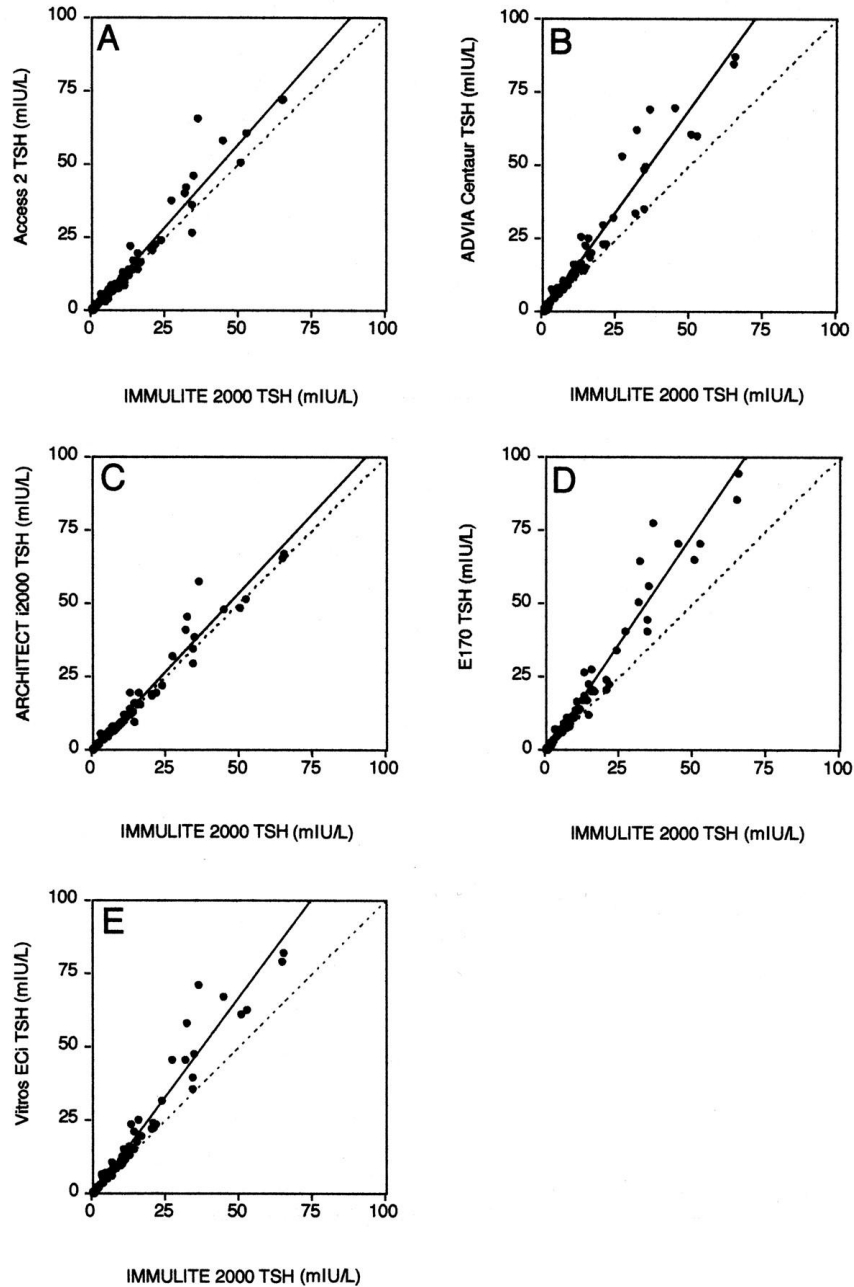 A
Access 2 TSH (mIU/L)
100
75
50
25
0
0 25 50 75 100
IMMULITE 2000 TSH (mIU/L)
B
ADVIA Centaur TSH (mIU/L)
100
75
50
25
0
0 25 50 75 100
IMMULITE 2000 TSH (mIU/L)
C
ARCHITECT i2000 TSH (mIU/L)
100
75
50
25
0
0 25 50 75 100
IMMULITE 2000 TSH (mIU/L)
D
E170 TSH (mIU/L)
100
75
50
25
0
0 25 50 75 100
IMMULITE 2000 TSH (mIU/L)
E
Vitros ECi TSH (mIU/L)
100
75
50
25
0
0 25 50 75 100
IMMULITE 2000 TSH (mIU/L)